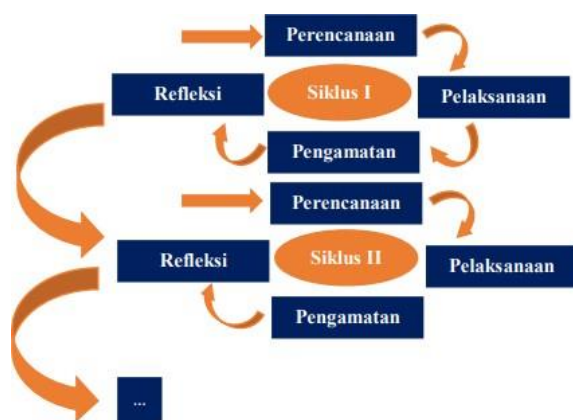 Perencanaan
Refleksi
Siklus I
Pelaksanaan
Pengamatan
Perencanaan
Refleksi
Siklus II
Pelaksanaan
Pengamatan
...